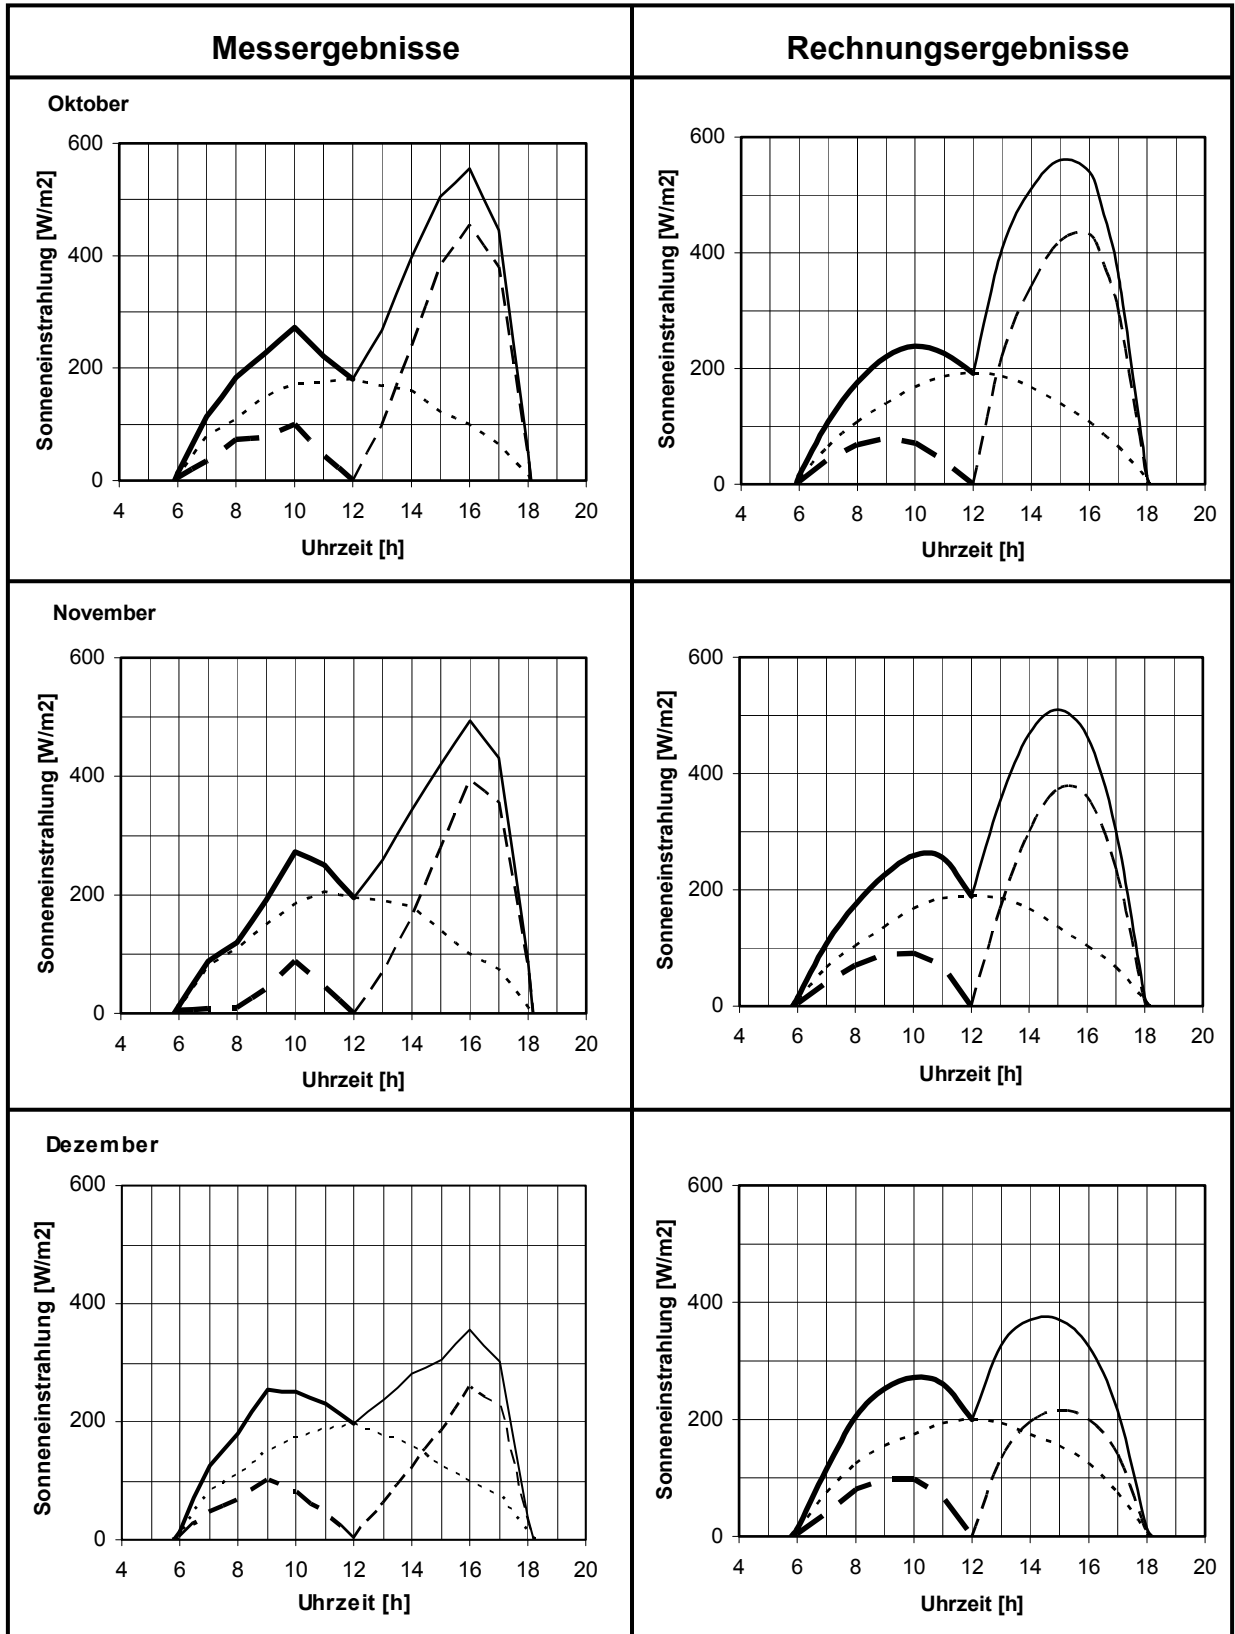 Messergebnisse
Rechnungsergebnisse
Oktober
Sonneneinstrahlung [W/m2]
600
400
200
0
4 6 8 10 12 14 16 18 20
Uhrzeit [h]
Sonneneinstrahlung [W/m2]
600
400
200
0
4 6 8 10 12 14 16 18 20
Uhrzeit [h]
November
Sonneneinstrahlung [W/m2]
600
400
200
0
4 6 8 10 12 14 16 18 20
Uhrzeit [h]
Sonneneinstrahlung [W/m2]
600
400
200
0
4 6 8 10 12 14 16 18 20
Uhrzeit [h]
Dezember
Sonneneinstrahlung [W/m2]
600
400
200
0
4 6 8 10 12 14 16 18 20
Uhrzeit [h]
Sonneneinstrahlung [W/m2]
600
400
200
0
4 6 8 10 12 14 16 18 20
Uhrzeit [h]